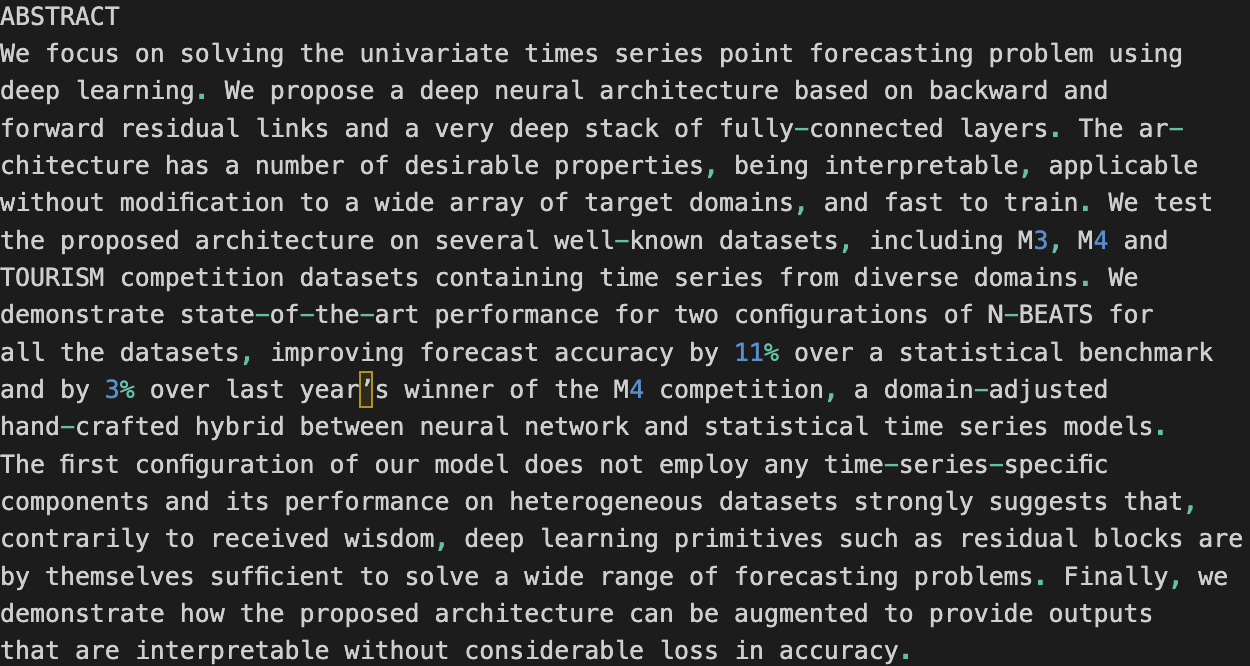 ABSTRACT
We focus on solving the univariate times series point forecasting problem using
deep learning. We propose a deep neural architecture based on backward and
forward residual links and a very deep stack of fully-connected layers. The ar-
chitecture has a number of desirable properties, being interpretable, applicable
without modification to a wide array of target domains, and fast to train. We test
the proposed architecture on several well-known datasets, including M3, M4 and
TOURISM competition datasets containing time series from diverse domains. We
demonstrate state-of-the-art performance for two configurations of N-BEATS for
all the datasets, improving forecast accuracy by 11% over a statistical benchmark
and by 3% over last year’s winner of the M4 competition, a domain-adjusted
hand-crafted hybrid between neural network and statistical time series models.
The first configuration of our model does not employ any time-series-specific
components and its performance on heterogeneous datasets strongly suggests that,
contrarily to received wisdom, deep learning primitives such as residual blocks are
by themselves sufficient to solve a wide range of forecasting problems. Finally, we
demonstrate how the proposed architecture can be augmented to provide outputs
that are interpretable without considerable loss in accuracy.